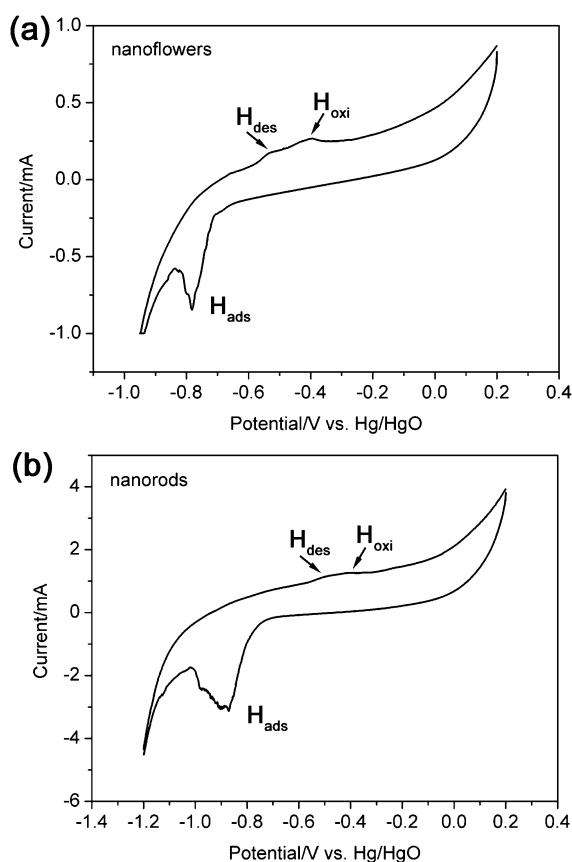 (a)
nanoflowers
H_des H_oxi
H_ads
1.0
0.5
0.0
-0.5
-1.0
Current/mA
-1.0 -0.8 -0.6 -0.4 -0.2 0.0 0.2 0.4
Potential/V vs. Hg/HgO
(b)
nanorods
H_des H_oxi
H_ads
4
2
0
-2
-4
-6
Current/mA
-1.4 -1.2 -1.0 -0.8 -0.6 -0.4 -0.2 0.0 0.2 0.4
Potential/V vs. Hg/HgO